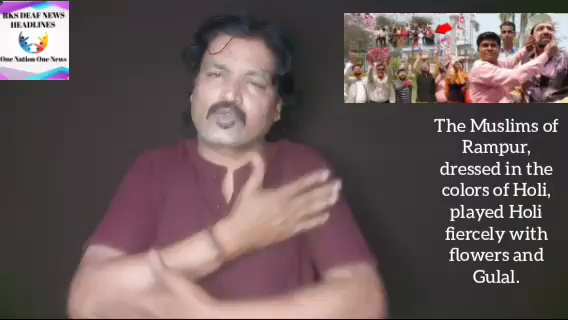 RKS DEAF NEWS
HEADLINES
One Nation One News
The Muslims of
Rampur,
dressed in the
colors of Holi,
played Holi
fiercely with
flowers and
Gulal.